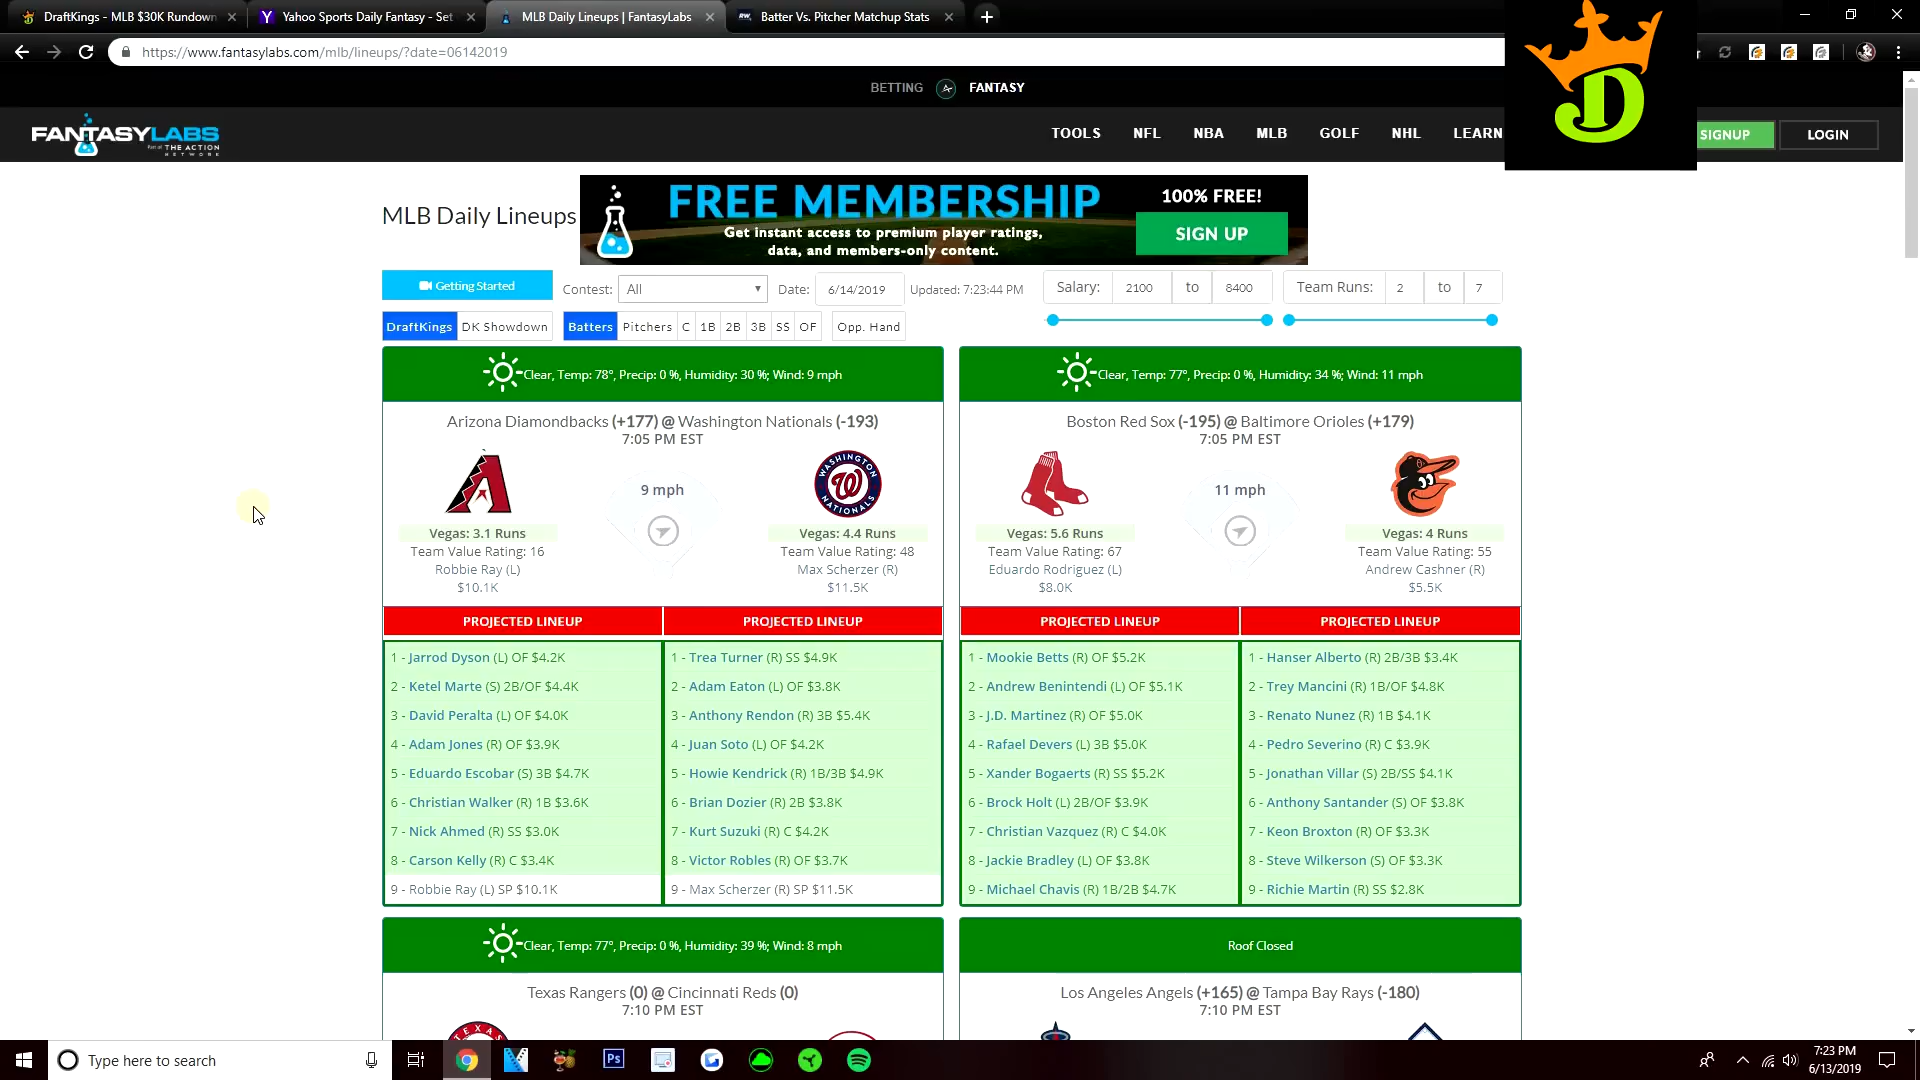 DraftKings - MLB $30K Rundown
Yahoo Sports Daily Fantasy - Set
MLB Daily Lineups | FantasyLabs
Batter Vs. Pitcher Matchup Stats
https://www.fantasylabs.com/mlb/lineups/?date=06142019
BETTING FANTASY
FANTASYLABS
Part of THE ACTION NETWORK
TOOLS NFL NBA MLB GOLF NHL LEARN
SIGNUP LOGIN
D
MLB Daily Lineups
FREE MEMBERSHIP
Get instant access to premium player ratings,
data, and members-only content.
100% FREE!
SIGN UP
Getting Started
Contest: All Date: 6/14/2019 Updated: 7:23:44 PM
Salary: 2100 to 8400 Team Runs: 2 to 7
DraftKings DK Showdown Batters Pitchers C 1B 2B 3B SS OF Opp. Hand
Clear, Temp: 78°, Precip: 0 %, Humidity: 30 %; Wind: 9 mph
Arizona Diamondbacks (+177) @ Washington Nationals (-193)
7:05 PM EST
WASHINGTON
NATIONALS
9 mph
Vegas: 3.1 Runs
Team Value Rating: 16
Robbie Ray (L)
$10.1K
Vegas: 4.4 Runs
Team Value Rating: 48
Max Scherzer (R)
$11.5K
PROJECTED LINEUP
1 - Jarrod Dyson (L) OF $4.2K
2 - Ketel Marte (S) 2B/OF $4.4K
3 - David Peralta (L) OF $4.0K
4 - Adam Jones (R) OF $3.9K
5 - Eduardo Escobar (S) 3B $4.7K
6 - Christian Walker (R) 1B $3.6K
7 - Nick Ahmed (R) SS $3.0K
8 - Carson Kelly (R) C $3.4K
9 - Robbie Ray (L) SP $10.1K
PROJECTED LINEUP
1 - Trea Turner (R) SS $4.9K
2 - Adam Eaton (L) OF $3.8K
3 - Anthony Rendon (R) 3B $5.4K
4 - Juan Soto (L) OF $4.2K
5 - Howie Kendrick (R) 1B/3B $4.9K
6 - Brian Dozier (R) 2B $3.8K
7 - Kurt Suzuki (R) C $4.2K
8 - Victor Robles (R) OF $3.7K
9 - Max Scherzer (R) SP $11.5K
Clear, Temp: 77°, Precip: 0 %, Humidity: 34 %; Wind: 11 mph
Boston Red Sox (-195) @ Baltimore Orioles (+179)
7:05 PM EST
11 mph
Vegas: 5.6 Runs
Team Value Rating: 67
Eduardo Rodriguez (L)
$8.0K
Vegas: 4 Runs
Team Value Rating: 55
Andrew Cashner (R)
$5.5K
PROJECTED LINEUP
1 - Mookie Betts (R) OF $5.2K
2 - Andrew Benintendi (L) OF $5.1K
3 - J.D. Martinez (R) OF $5.0K
4 - Rafael Devers (L) 3B $5.0K
5 - Xander Bogaerts (R) SS $5.2K
6 - Brock Holt (L) 2B/OF $3.9K
7 - Christian Vazquez (R) C $4.0K
8 - Jackie Bradley (L) OF $3.8K
9 - Michael Chavis (R) 1B/2B $4.7K
PROJECTED LINEUP
1 - Hanser Alberto (R) 2B/3B $3.4K
2 - Trey Mancini (R) 1B/OF $4.8K
3 - Renato Nunez (R) 1B $4.1K
4 - Pedro Severino (R) C $3.9K
5 - Jonathan Villar (S) 2B/SS $4.1K
6 - Anthony Santander (S) OF $3.8K
7 - Keon Broxton (R) OF $3.3K
8 - Steve Wilkerson (S) OF $3.3K
9 - Richie Martin (R) SS $2.8K
Clear, Temp: 77°, Precip: 0 %, Humidity: 39 %; Wind: 8 mph
Texas Rangers (0) @ Cincinnati Reds (0)
7:10 PM EST
TEXAS
Roof Closed
Los Angeles Angels (+165) @ Tampa Bay Rays (-180)
7:10 PM EST
Type here to search
Ps
7:23 PM
6/13/2019